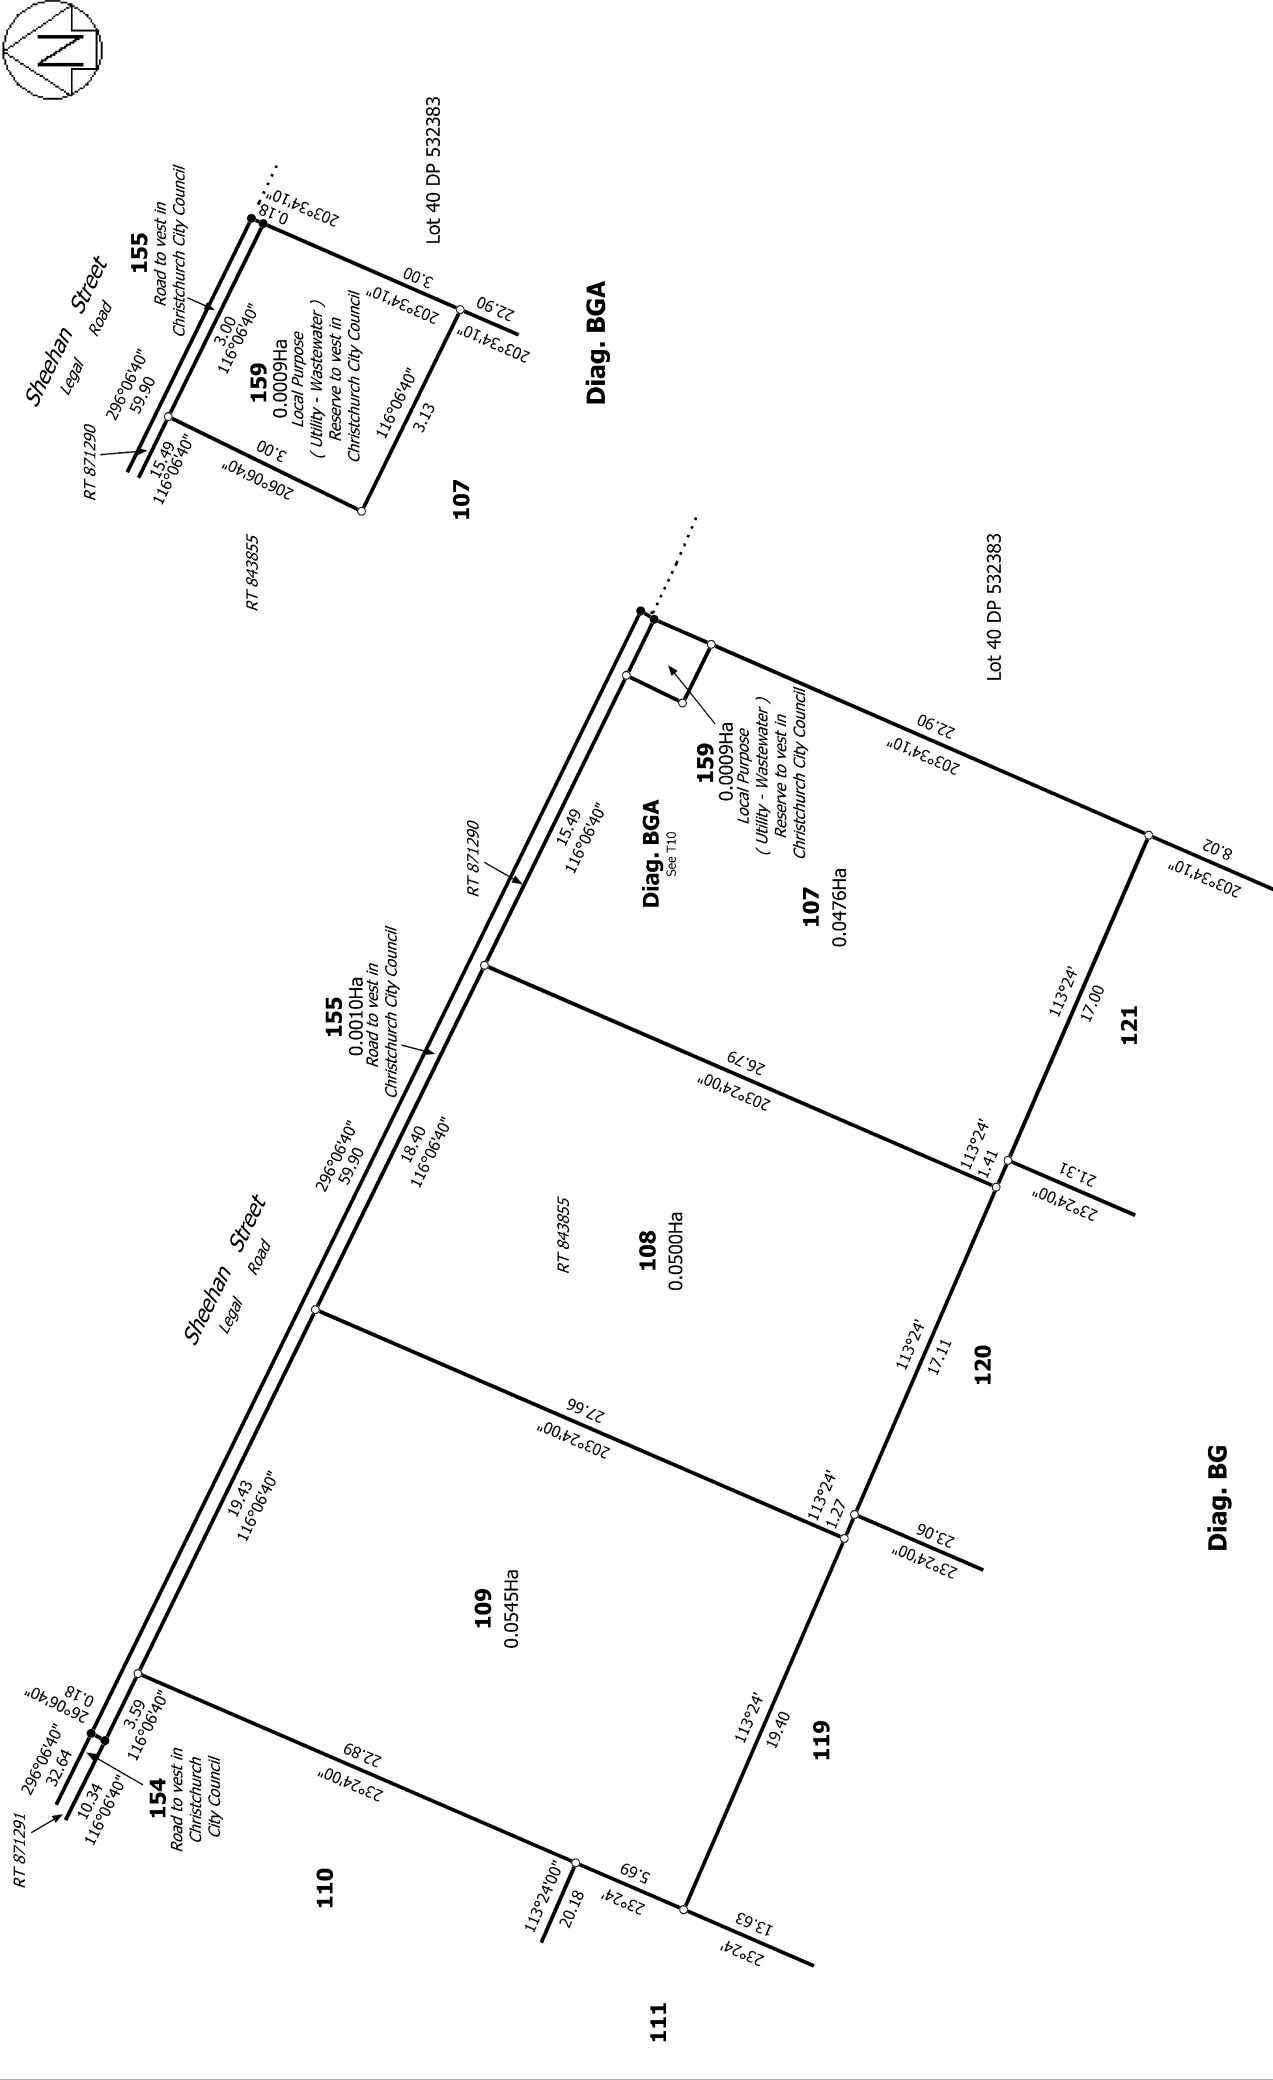 N
Sheehan Street
Legal Road
155
Road to vest in
Christchurch City Council
RT 871290
296°06'40"
59.90
15.49
116°06'40"
3.00
116°06'40"
0.18
203°34'10"
159
0.0009Ha
Local Purpose
( Utility - Wastewater )
Reserve to vest in
Christchurch City Council
3.00
206°06'40"
3.00
203°34'10"
116°06'40"
3.13
22.90
203°34'10"
Lot 40 DP 532383
RT 843855
107
Diag. BGA
Sheehan Street
Legal Road
RT 871291
296°06'40"
32.64
26°06'40"
0.18
10.34
116°06'40"
3.59
116°06'40"
154
Road to vest in
Christchurch
City Council
19.43
116°06'40"
296°06'40"
59.90
18.40
116°06'40"
155
0.0010Ha
Road to vest in
Christchurch City Council
RT 871290
15.49
116°06'40"
Diag. BGA
See T10
159
0.0009Ha
Local Purpose
( Utility - Wastewater )
Reserve to vest in
Christchurch City Council
107
0.0476Ha
22.90
203°34'10"
Lot 40 DP 532383
8.02
203°34'10"
113°24'
17.00
121
26.79
203°24'00"
113°24'
1.41
21.31
23°24'00"
RT 843855
108
0.0500Ha
113°24'
17.11
120
27.66
203°24'00"
113°24'
1.27
23.06
23°24'00"
109
0.0545Ha
113°24'
19.40
119
22.89
23°24'00"
110
113°24'00"
20.18
5.69
23°24'
13.63
23°24'
111
Diag. BG